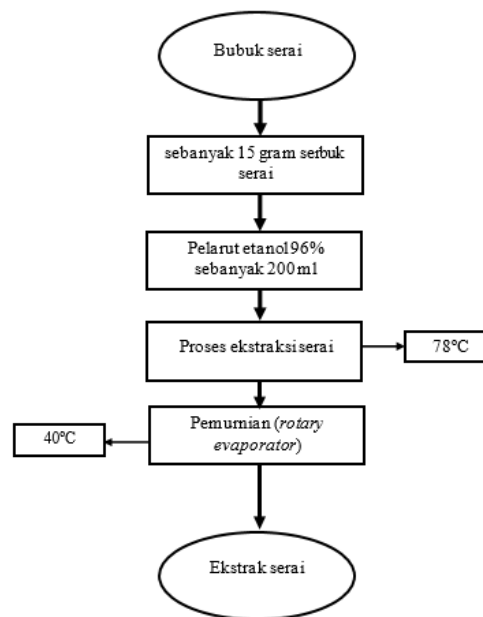 Bubuk serai
sebanyak 15 gram serbuk
serai
Pelarut etanol 96%
sebanyak 200 ml
Proses ekstraksi serai
78°C
Pemurnian (rotary
evaporator)
40°C
Ekstrak serai